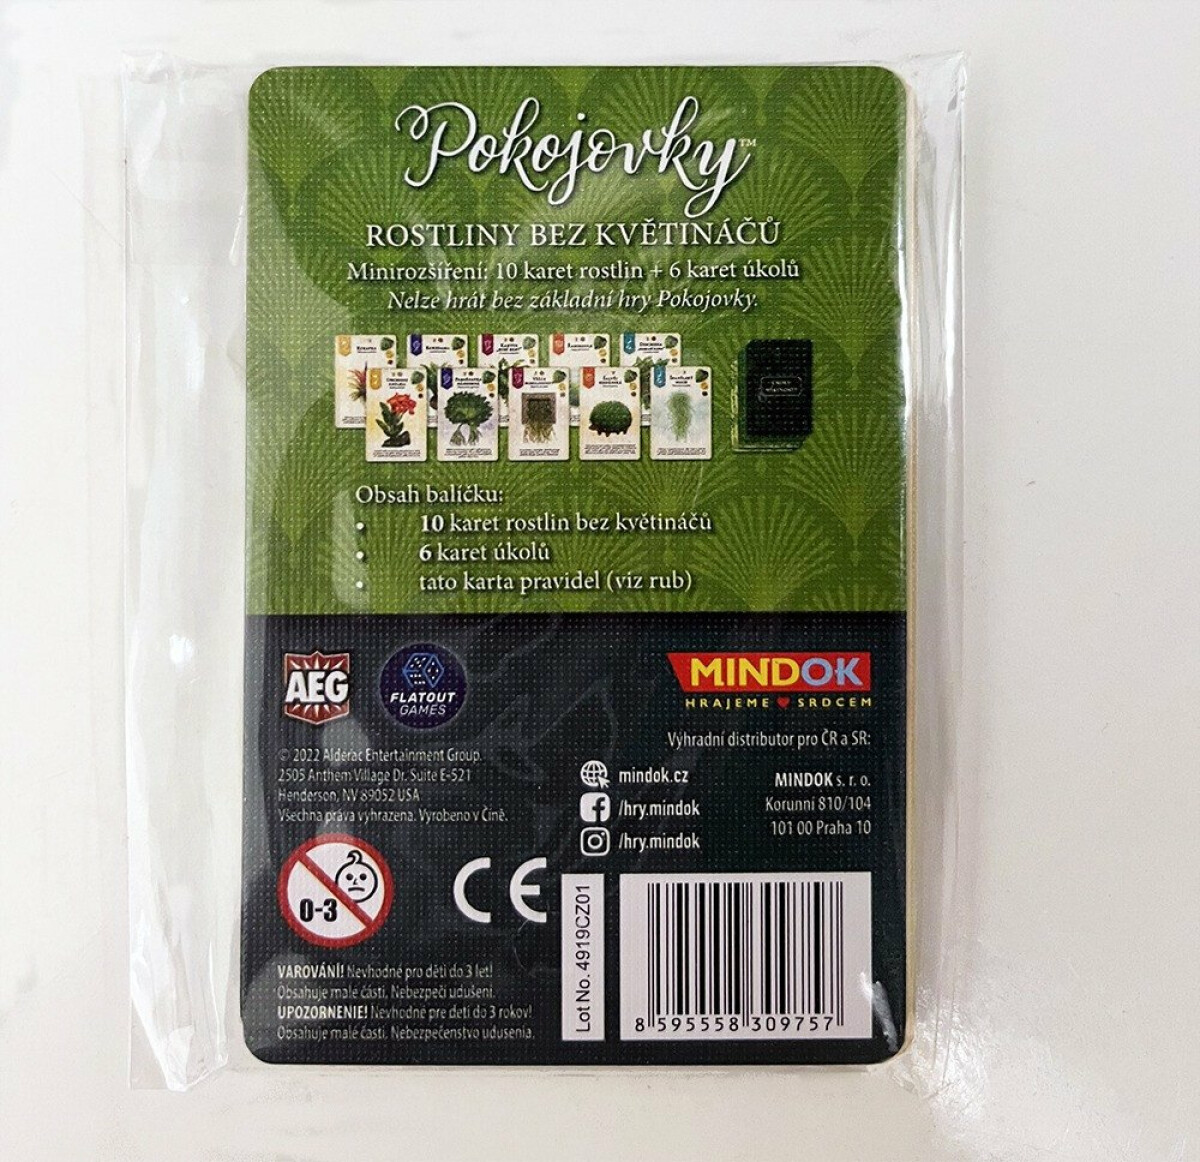 Pokojovky™
ROSTLINY BEZ KVĚTINÁČŮ
Minirozšíření: 10 karet rostlin + 6 karet úkolů
Nelze hrát bez základní hry Pokojovky.
Obsah balíčku:
• 10 karet rostlin bez květináčů
• 6 karet úkolů
• tato karta pravidel (viz rub)
AEG
FLATOUT
GAMES
MINDOK
HRAJEME SRDCEM
© 2022 Alderac Entertainment Group.
2505 Anthem Village Dr. Suite E-521
Henderson, NV 89052 USA
Všechna práva vyhrazena. Vyrobeno v Číně.
Výhradní distributor pro ČR a SR:
mindok.cz
/hry.mindok
/hry.mindok
MINDOK s. r. o.
Korunní 810/104
101 00 Praha 10
0-3
CE
VAROVÁNÍ! Nevhodné pro děti do 3 let!
Obsahuje malé části. Nebezpečí udušení.
UPOZORNENIE! Nevhodné pre deti do 3 rokov!
Obsahuje malé časti. Nebezpečenstvo udusenia.
Lot No. 4919CZ01
8 595558 309757